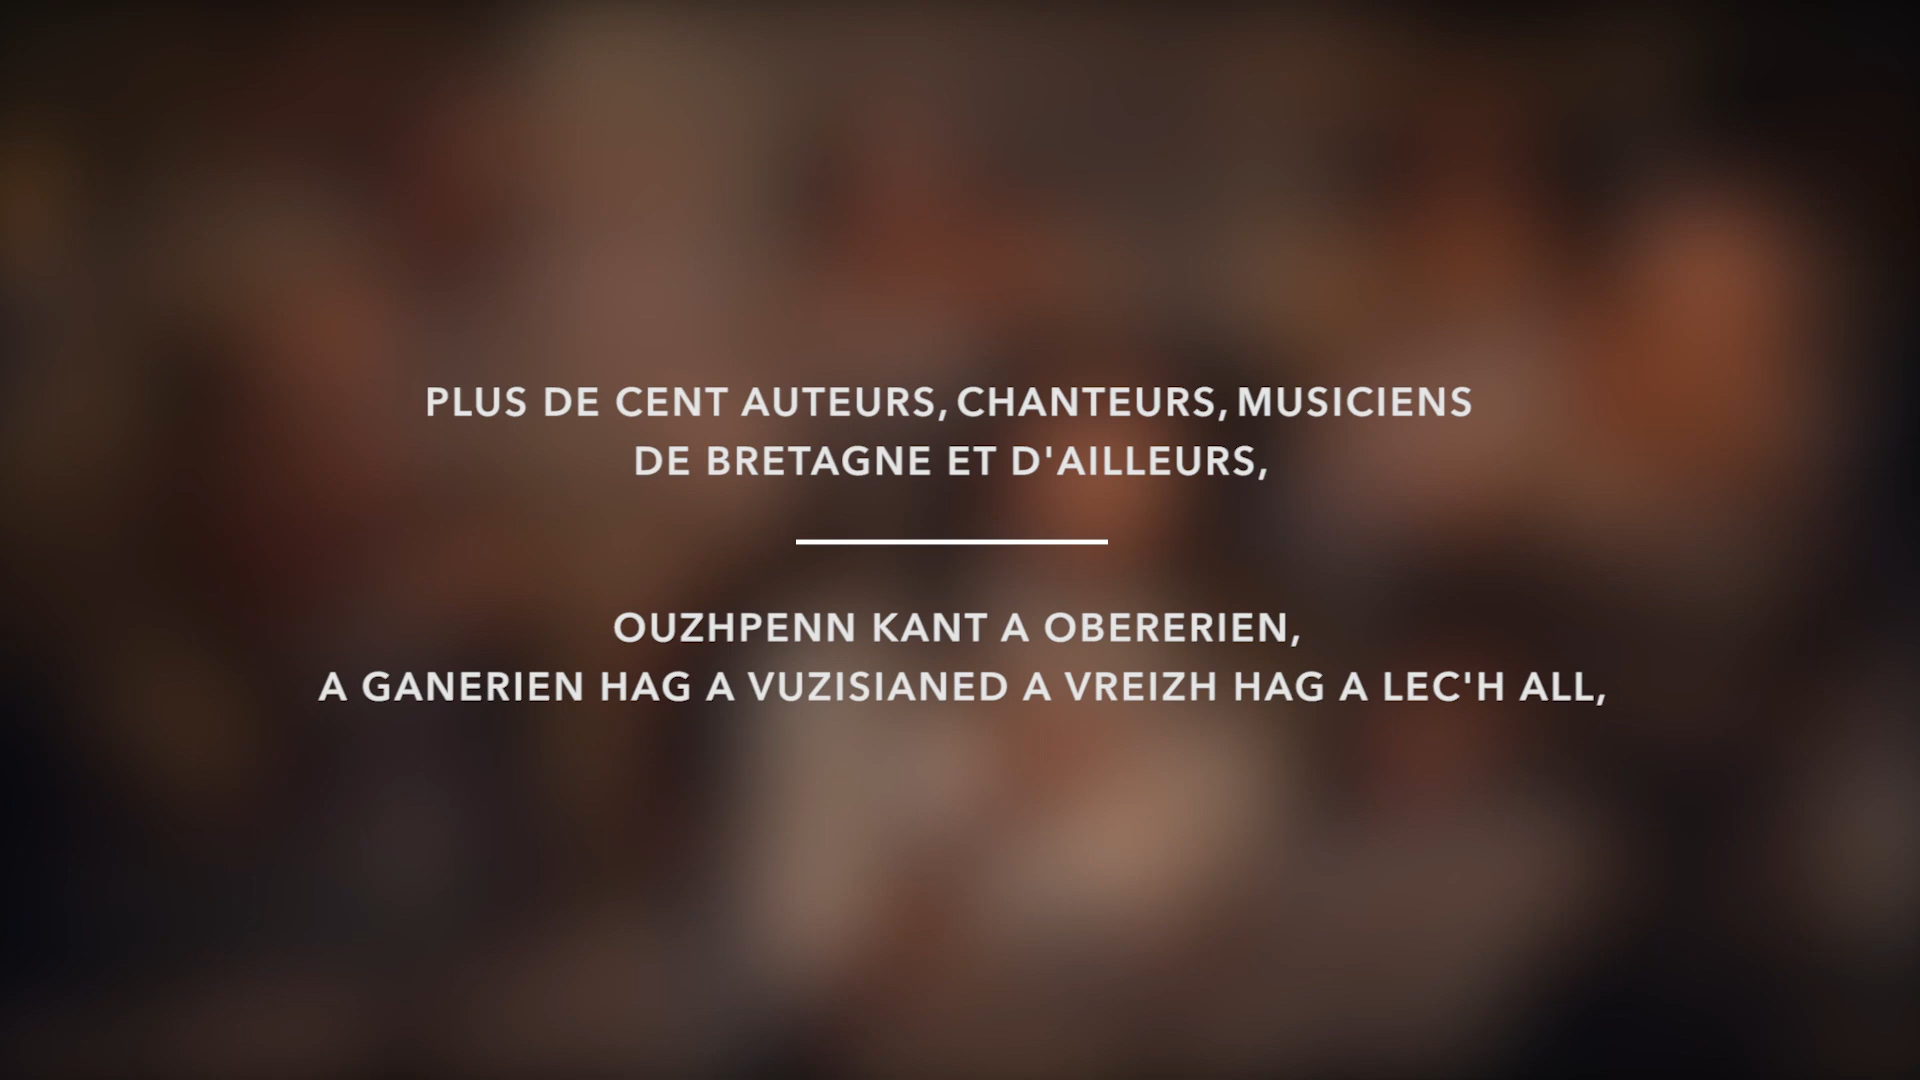 PLUS DE CENT AUTEURS, CHANTEURS, MUSICIENS
DE BRETAGNE ET D'AILLEURS,
OUZHPENN KANT A OBERERIEN,
A GANERIEN HAG A VUZISIANED A VREIZH HAG A LEC'H ALL,